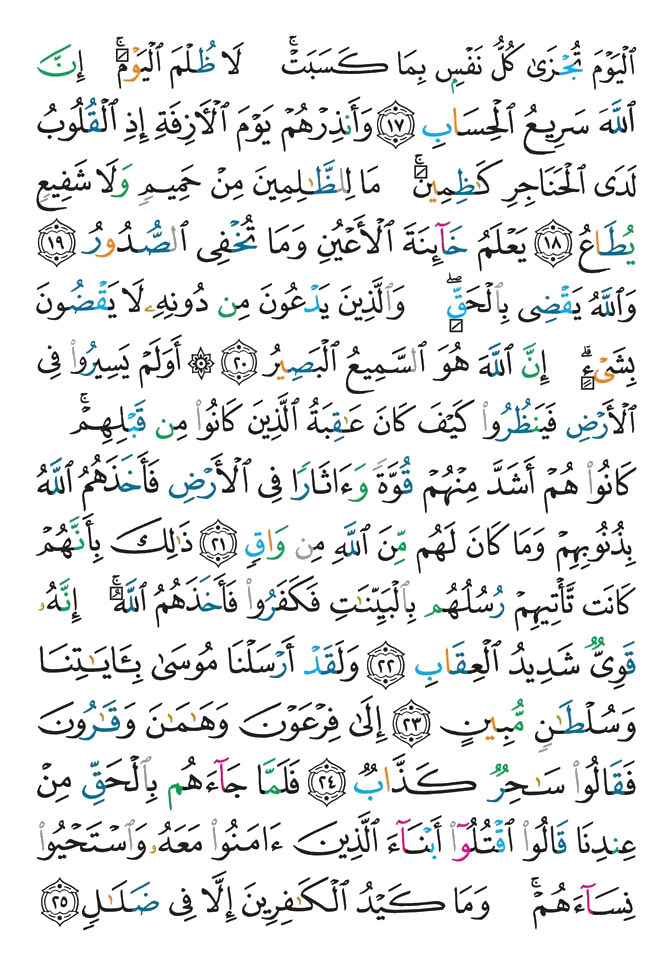 ٱلۡيَوۡمَ تُجۡزَىٰ كُلُّ نَفۡسِۭ بِمَا كَسَبَتۡۚ لَا ظُلۡمَ ٱلۡيَوۡمَۚ إِنَّ
ٱللَّهَ سَرِيعُ ٱلۡحِسَابِ ١٧ وَأَنذِرۡهُمۡ يَوۡمَ ٱلۡأٓزِفَةِ إِذِ ٱلۡقُلُوبُ
لَدَى ٱلۡحَنَاجِرِ كَٰظِمِينَۚ مَا لِلظَّٰلِمِينَ مِنۡ حَمِيمٖ وَلَا شَفِيعٖ
يُطَاعُ ١٨ يَعۡلَمُ خَآئِنَةَ ٱلۡأَعۡيُنِ وَمَا تُخۡفِي ٱلصُّدُورُ ١٩
وَٱللَّهُ يَقۡضِي بِٱلۡحَقِّۖ وَٱلَّذِينَ يَدۡعُونَ مِن دُونِهِۦ لَا يَقۡضُونَ
بِشَيۡءٍۗ إِنَّ ٱللَّهَ هُوَ ٱلسَّمِيعُ ٱلۡبَصِيرُ ٢٠ ۞ أَوَلَمۡ يَسِيرُواْ فِي
ٱلۡأَرۡضِ فَيَنظُرُواْ كَيۡفَ كَانَ عَٰقِبَةُ ٱلَّذِينَ كَانُواْ مِن قَبۡلِهِمۡۚ
كَانُواْ هُمۡ أَشَدَّ مِنۡهُمۡ قُوَّةٗ وَءَاثَارٗا فِي ٱلۡأَرۡضِ فَأَخَذَهُمُ ٱللَّهُ
بِذُنُوبِهِمۡ وَمَا كَانَ لَهُم مِّنَ ٱللَّهِ مِن وَاقٖ ٢١ ذَٰلِكَ بِأَنَّهُمۡ
كَانَت تَّأۡتِيهِمۡ رُسُلُهُم بِٱلۡبَيِّنَٰتِ فَكَفَرُواْ فَأَخَذَهُمُ ٱللَّهُۚ إِنَّهُۥ
قَوِيّٞ شَدِيدُ ٱلۡعِقَابِ ٢٢ وَلَقَدۡ أَرۡسَلۡنَا مُوسَىٰ بِـَٔايَٰتِنَا
وَسُلۡطَٰنٖ مُّبِينٍ ٢٣ إِلَىٰ فِرۡعَوۡنَ وَهَٰمَٰنَ وَقَٰرُونَ
فَقَالُواْ سَٰحِرٞ كَذَّابٞ ٢٤ فَلَمَّا جَآءَهُم بِٱلۡحَقِّ مِنۡ
عِندِنَا قَالُواْ ٱقۡتُلُوٓاْ أَبۡنَآءَ ٱلَّذِينَ ءَامَنُواْ مَعَهُۥ وَٱسۡتَحۡيُواْ
نِسَآءَهُمۡۚ وَمَا كَيۡدُ ٱلۡكَٰفِرِينَ إِلَّا فِي ضَلَٰلٖ ٢٥